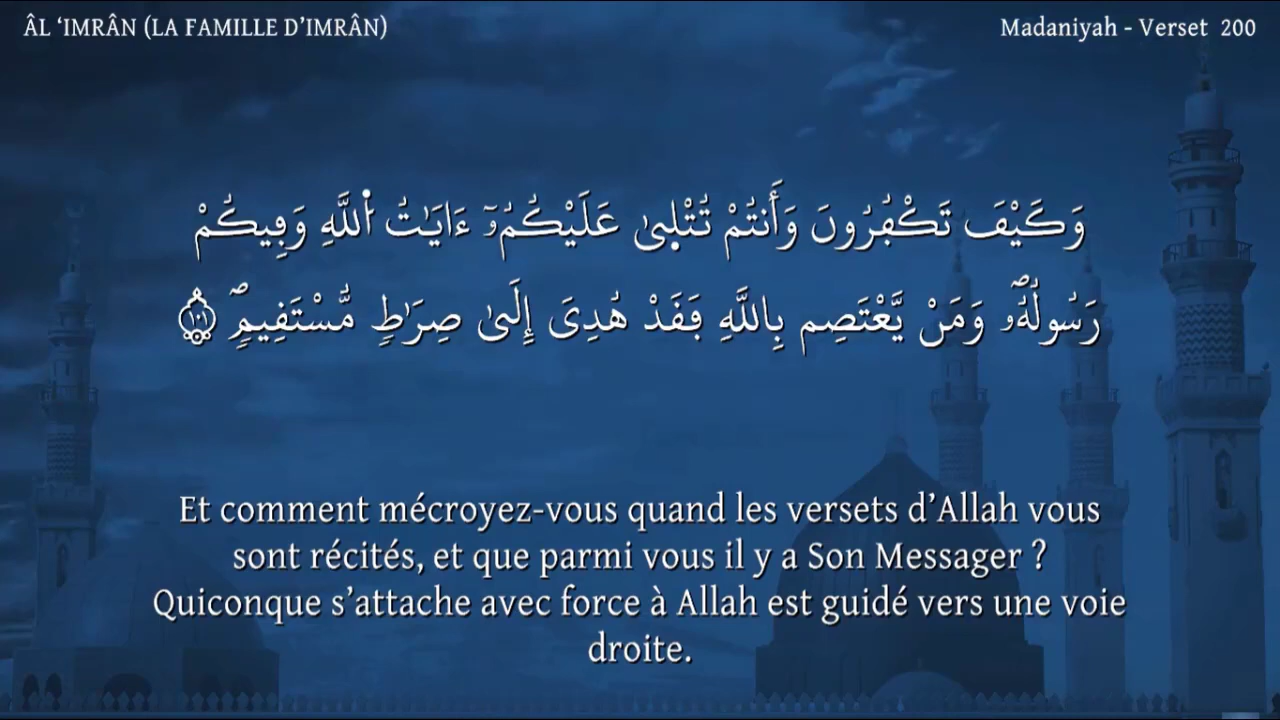 ÂL ‘IMRÂN (LA FAMILLE D’IMRÂN)
Madaniyah - Verset 200
وَكَيْفَ تَكْفُرُونَ وَأَنتُمْ تُتْلٜىٰ عَلَيْكُمُۥٓ ءَايَٰتُ اُ۬للَّهِ وَفِيكُمْ
رَسُولُهُۥۖ وَمَنْ يَّعْتَصِم بِاللَّهِ فَقَدْ هُدِىَ إِلَىٰ صِرَٰطٖ مُّسْتَقِيمٖۖ ١٠١
Et comment mécroyez-vous quand les versets d’Allah vous
sont récités, et que parmi vous il y a Son Messager ?
Quiconque s’attache avec force à Allah est guidé vers une voie
droite.